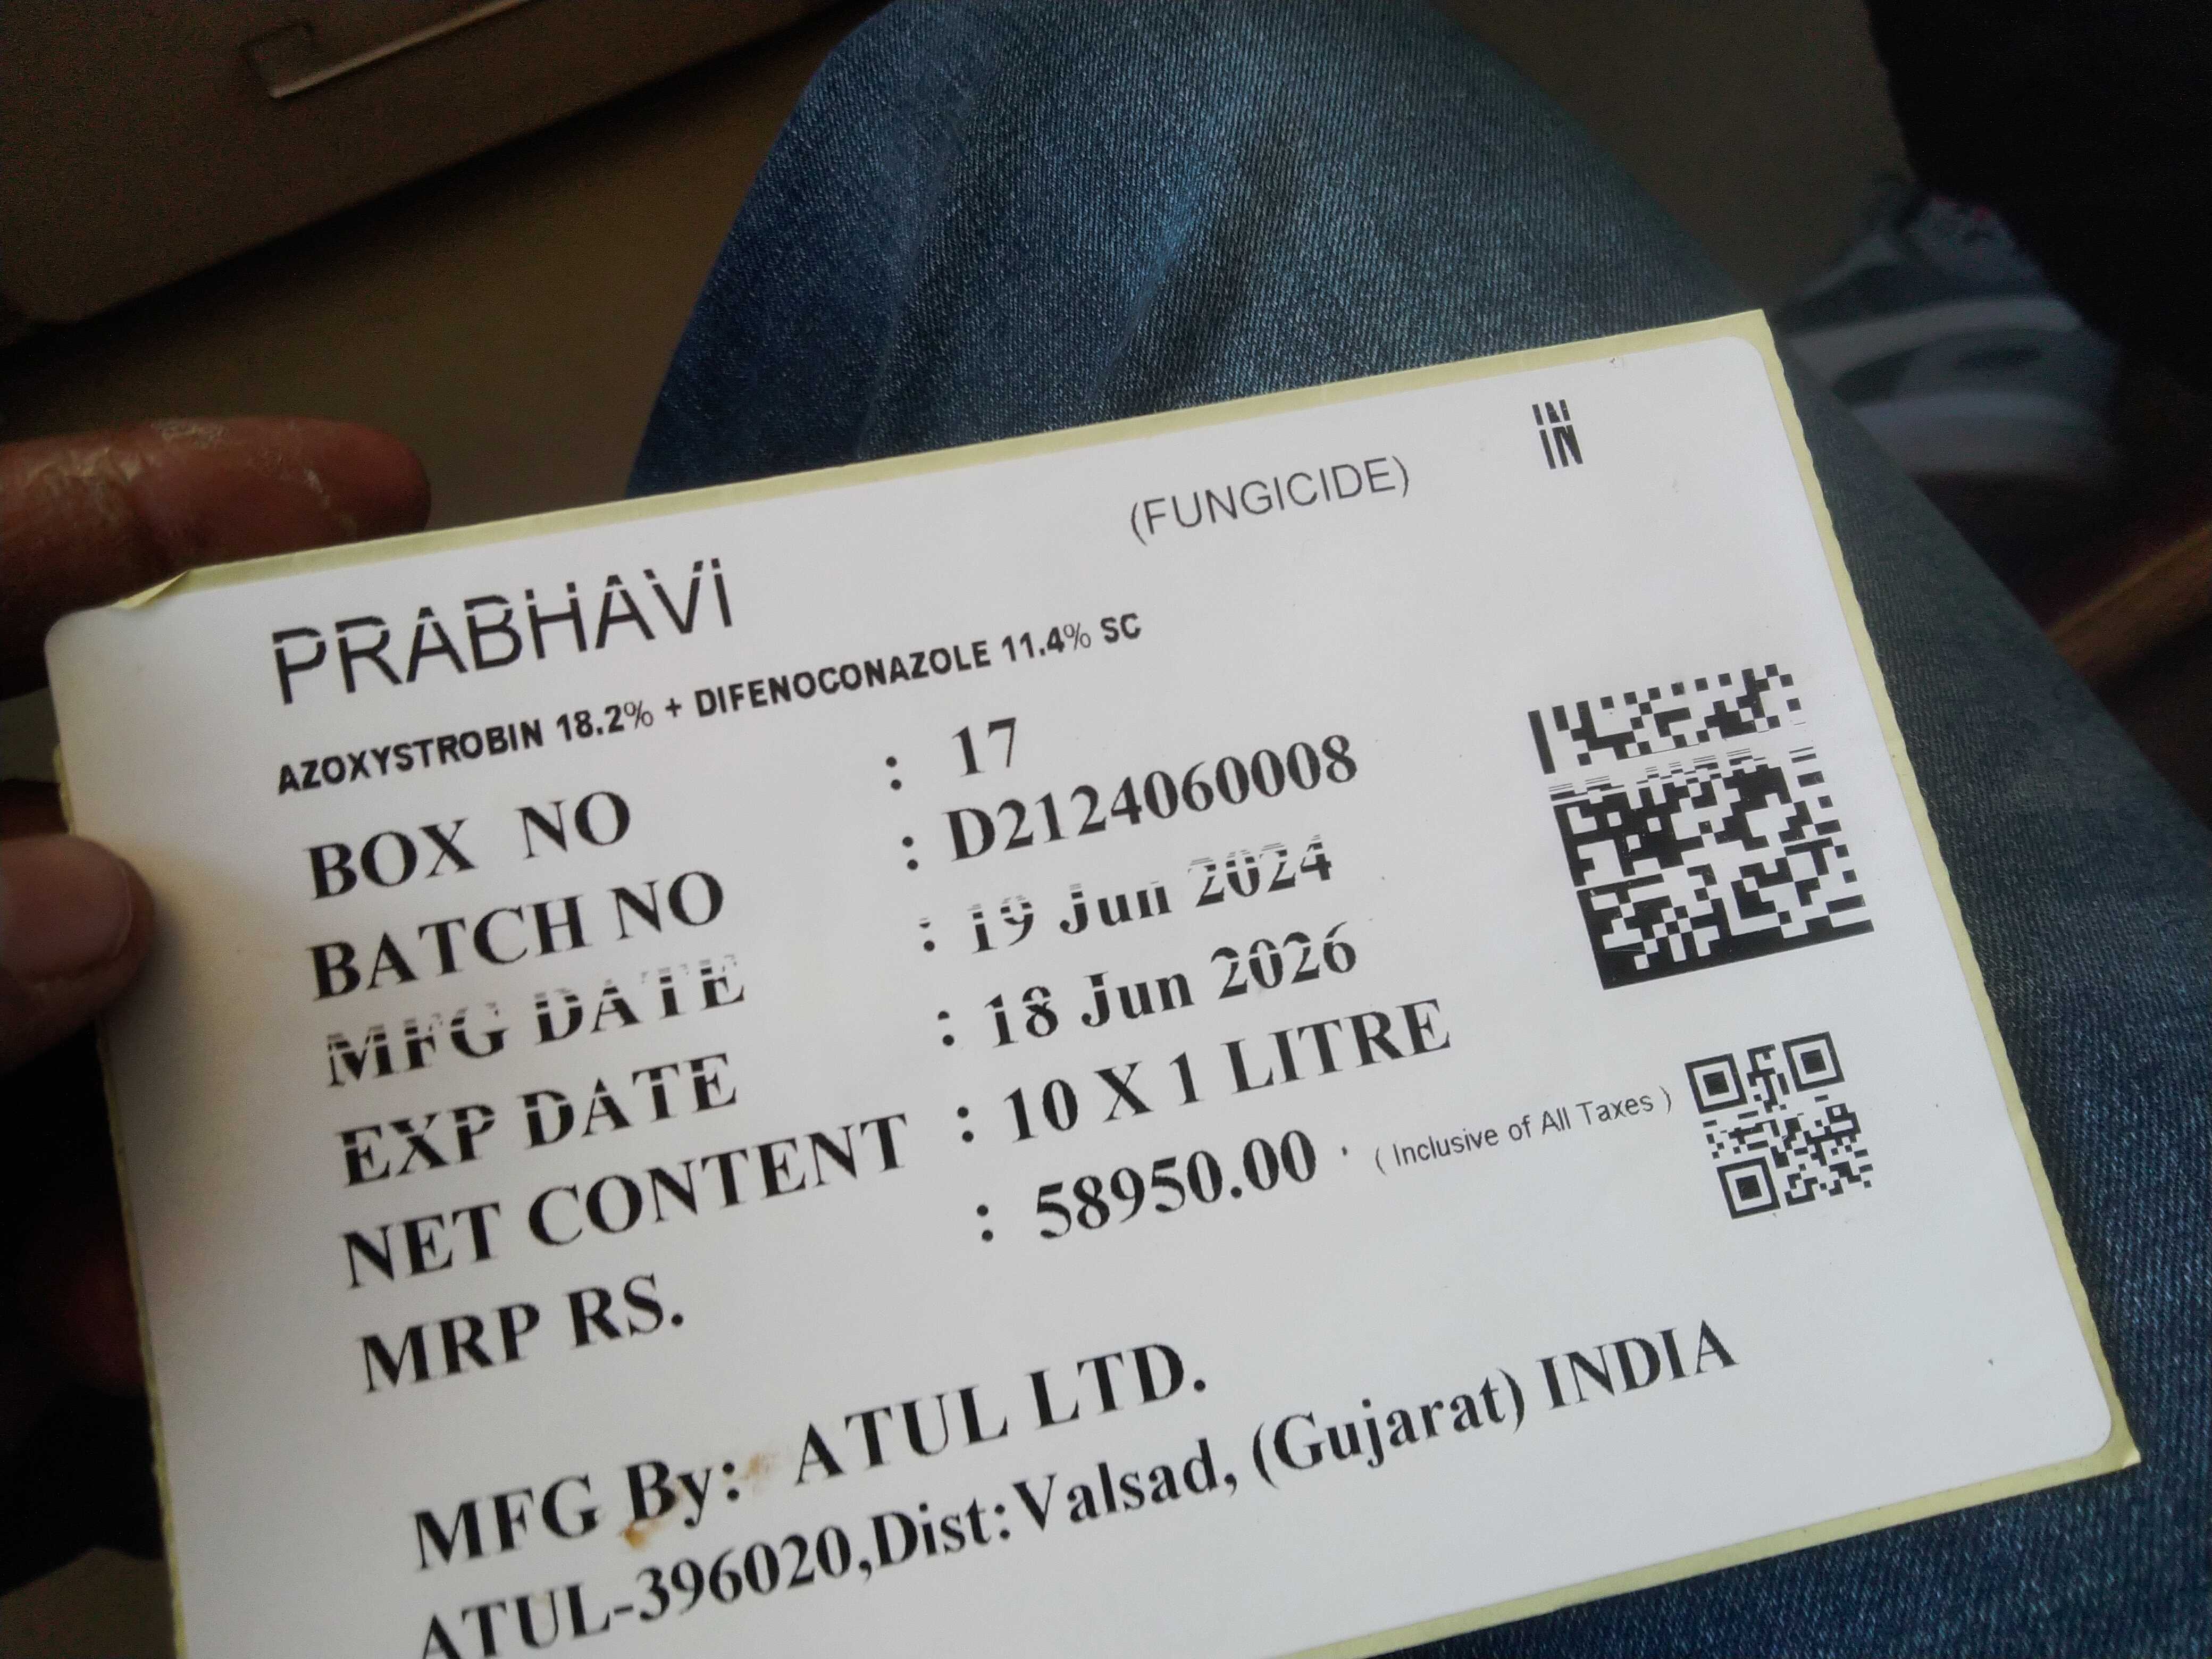 IN
IN
(FUNGICIDE)
PRABHAVI
AZOXYSTROBIN 18.2% + DIFENOCONAZOLE 11.4% SC
BOX NO : 17
BATCH NO : D2124060008
MFG DATE : 19 Jun 2024
EXP DATE : 18 Jun 2026
NET CONTENT : 10 X 1 LITRE
MRP RS. : 58950.00 ( Inclusive of All Taxes )
MFG By: ATUL LTD.
ATUL-396020,Dist:Valsad, (Gujarat) INDIA